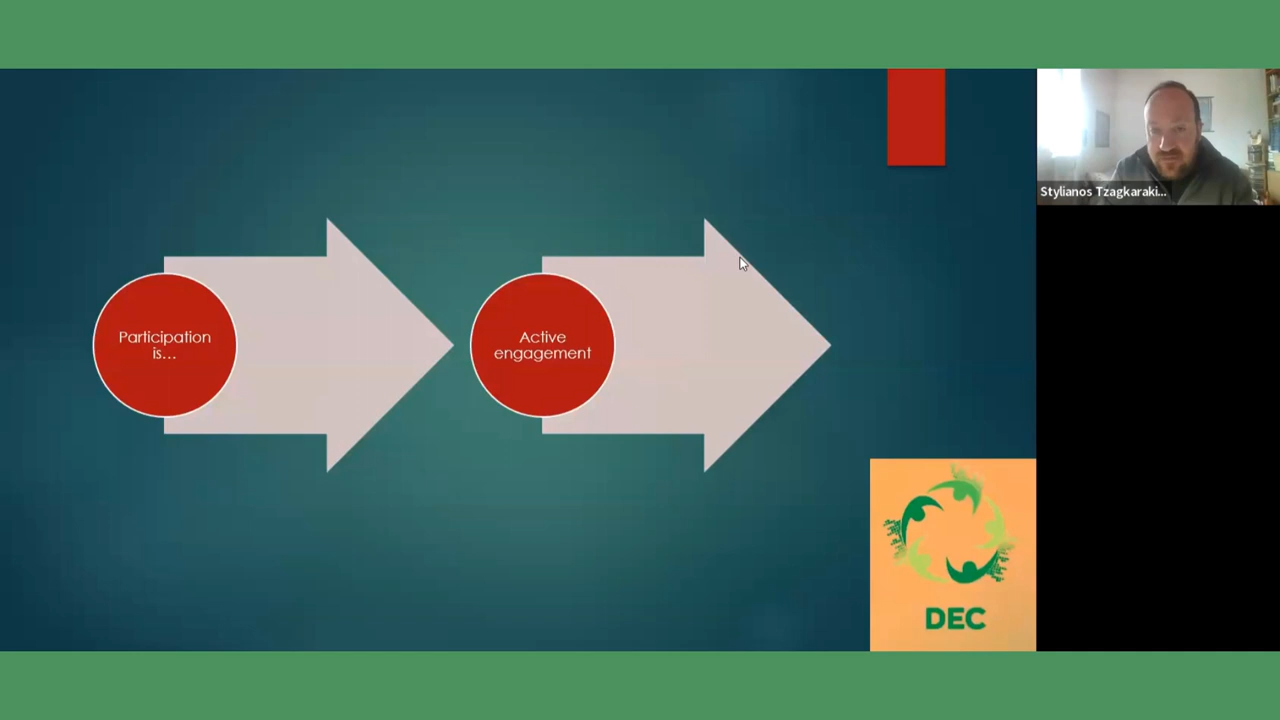 Stylianos Tzagkaraki...
Participation
is...
Active
engagement
DEC